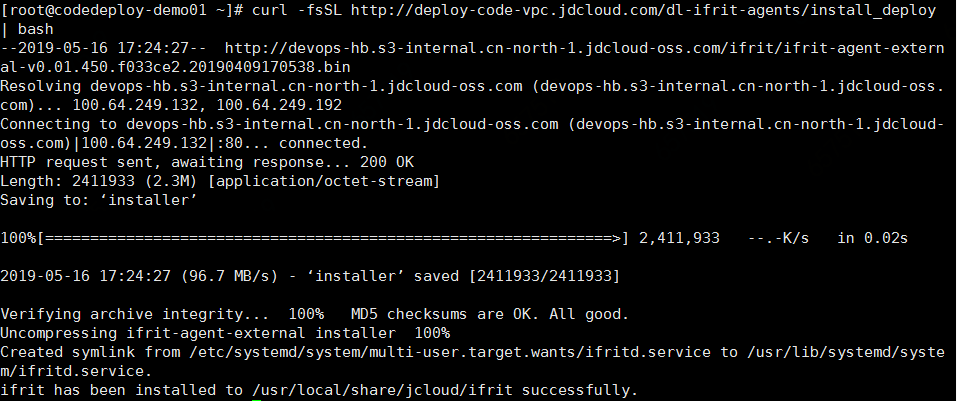 [root@codedeploy-demo01 ~]# curl -fsSL http://deploy-code-vpc.jdcloud.com/dl-ifrit-agents/install_deploy
| bash
--2019-05-16 17:24:27--  http://devops-hb.s3-internal.cn-north-1.jdcloud-oss.com/ifrit/ifrit-agent-extern
al-v0.01.450.f033ce2.20190409170538.bin
Resolving devops-hb.s3-internal.cn-north-1.jdcloud-oss.com (devops-hb.s3-internal.cn-north-1.jdcloud-oss.
com)... 100.64.249.132, 100.64.249.192
Connecting to devops-hb.s3-internal.cn-north-1.jdcloud-oss.com (devops-hb.s3-internal.cn-north-1.jdcloud-
oss.com)|100.64.249.132|:80... connected.
HTTP request sent, awaiting response... 200 OK
Length: 2411933 (2.3M) [application/octet-stream]
Saving to: ‘installer’
100%[===============================================================>] 2,411,933   --.-K/s   in 0.02s
2019-05-16 17:24:27 (96.7 MB/s) - ‘installer’ saved [2411933/2411933]
Verifying archive integrity...  100%   MD5 checksums are OK. All good.
Uncompressing ifrit-agent-external installer  100%
Created symlink from /etc/systemd/system/multi-user.target.wants/ifritd.service to /usr/lib/systemd/syste
m/ifritd.service.
ifrit has been installed to /usr/local/share/jcloud/ifrit successfully.